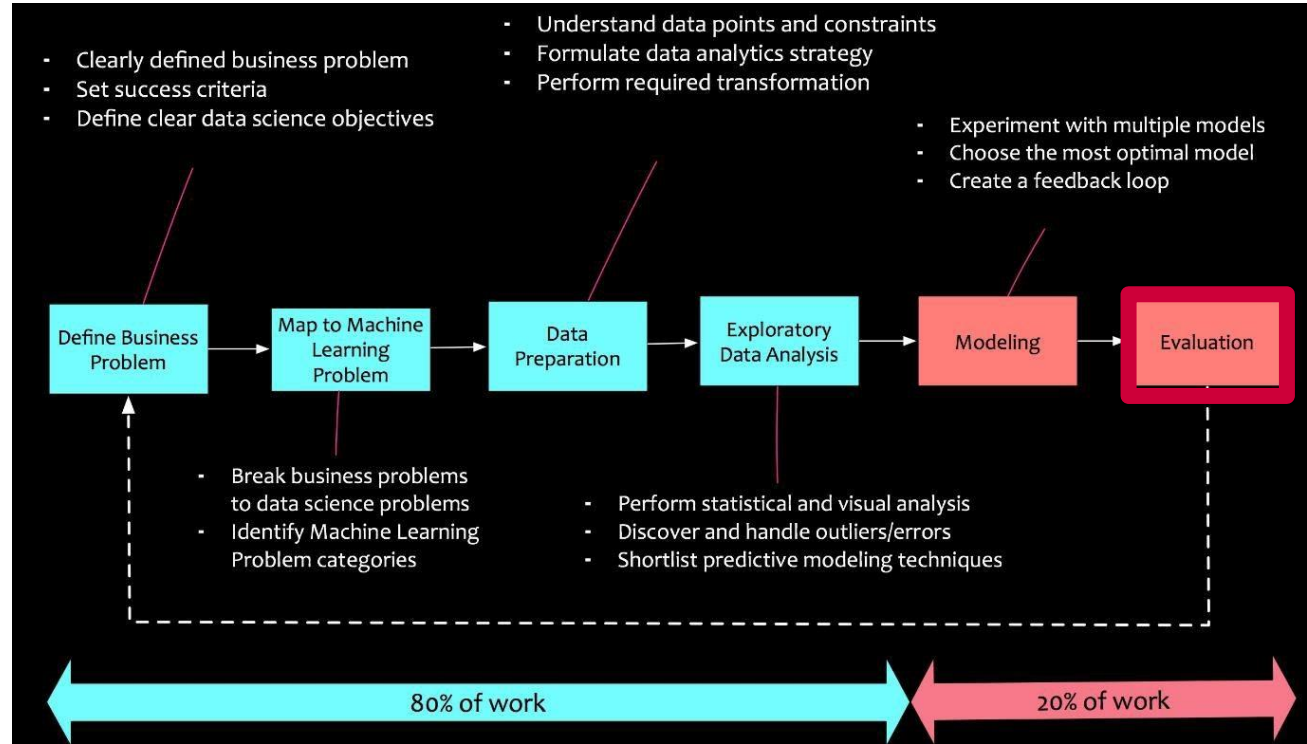 - Clearly defined business problem
- Set success criteria
- Define clear data science objectives
- Understand data points and constraints
- Formulate data analytics strategy
- Perform required transformation
- Experiment with multiple models
- Choose the most optimal model
- Create a feedback loop
Define Business
Problem
Map to Machine
Learning
Problem
Data
Preparation
Exploratory
Data Analysis
Modeling
Evaluation
- Break business problems
to data science problems
- Identify Machine Learning
Problem categories
- Perform statistical and visual analysis
- Discover and handle outliers/errors
- Shortlist predictive modeling techniques
80% of work
20% of work